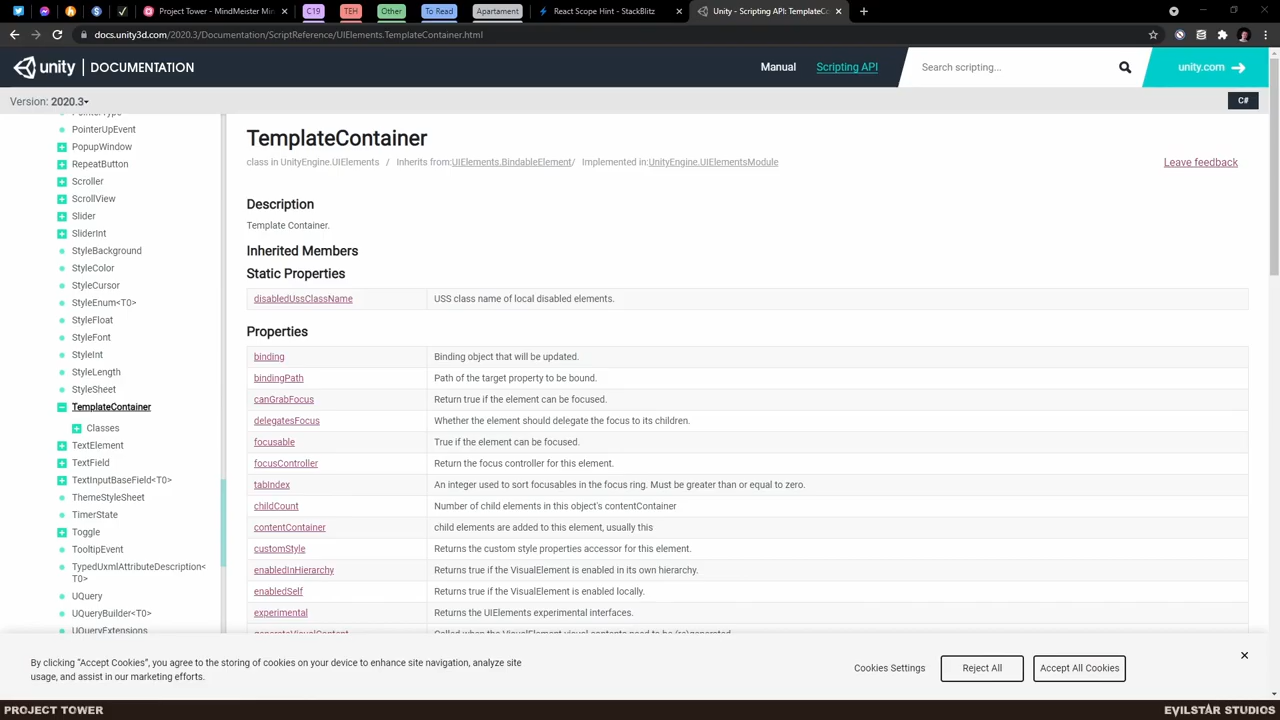 Project Tower - MindMeister Mi
C19
TEH
Other
To Read
Apartament
React Scope Hint - StackBlitz
Unity - Scripting API: TemplateC
docs.unity3d.com/2020.3/Documentation/ScriptReference/UIElements.TemplateContainer.html
unity | DOCUMENTATION
Manual
Scripting API
Search scripting...
unity.com
Version: 2020.3
C#
PointerUpEvent
PopupWindow
RepeatButton
Scroller
ScrollView
Slider
SliderInt
StyleBackground
StyleColor
StyleCursor
StyleEnum<T0>
StyleFloat
StyleFont
StyleInt
StyleLength
StyleSheet
TemplateContainer
Classes
TextElement
TextField
TextInputBaseField<T0>
ThemeStyleSheet
TimerState
Toggle
TooltipEvent
TypedUxmlAttributeDescription<
T0>
UQuery
UQueryBuilder<T0>
UQueryExtensions
TemplateContainer
class in UnityEngine.UIElements / Inherits from:UIElements.BindableElement/ Implemented in:UnityEngine.UIElementsModule
Leave feedback
Description
Template Container.
Inherited Members
Static Properties
disabledUssClassName USS class name of local disabled elements.
Properties
binding Binding object that will be updated.
bindingPath Path of the target property to be bound.
canGrabFocus Return true if the element can be focused.
delegatesFocus Whether the element should delegate the focus to its children.
focusable True if the element can be focused.
focusController Return the focus controller for this element.
tabIndex An integer used to sort focusables in the focus ring. Must be greater than or equal to zero.
childCount Number of child elements in this object's contentContainer
contentContainer child elements are added to this element, usually this
customStyle Returns the custom style properties accessor for this element.
enabledInHierarchy Returns true if the VisualElement is enabled in its own hierarchy.
enabledSelf Returns true if the VisualElement is enabled locally.
experimental Returns the UIElements experimental interfaces.
generateVisualContent Called when the VisualElement visual contents need to be (re)generated.
By clicking "Accept Cookies", you agree to the storing of cookies on your device to enhance site navigation, analyze site
usage, and assist in our marketing efforts.
Cookies Settings
Reject All
Accept All Cookies
PROJECT TOWER
EVILSTAR STUDIOS